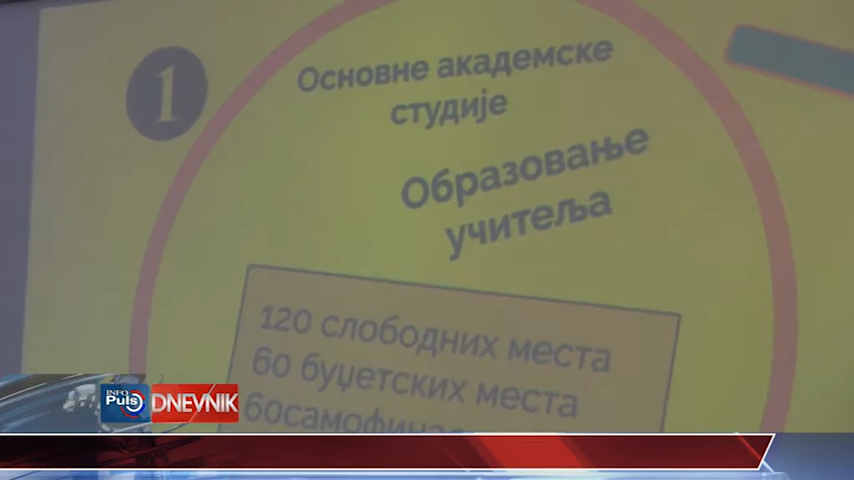 1
Основне академске
студије
Образовање
учитеља
120 слободних места
60 буџетских места
INFO
Puls
DNEVNIK